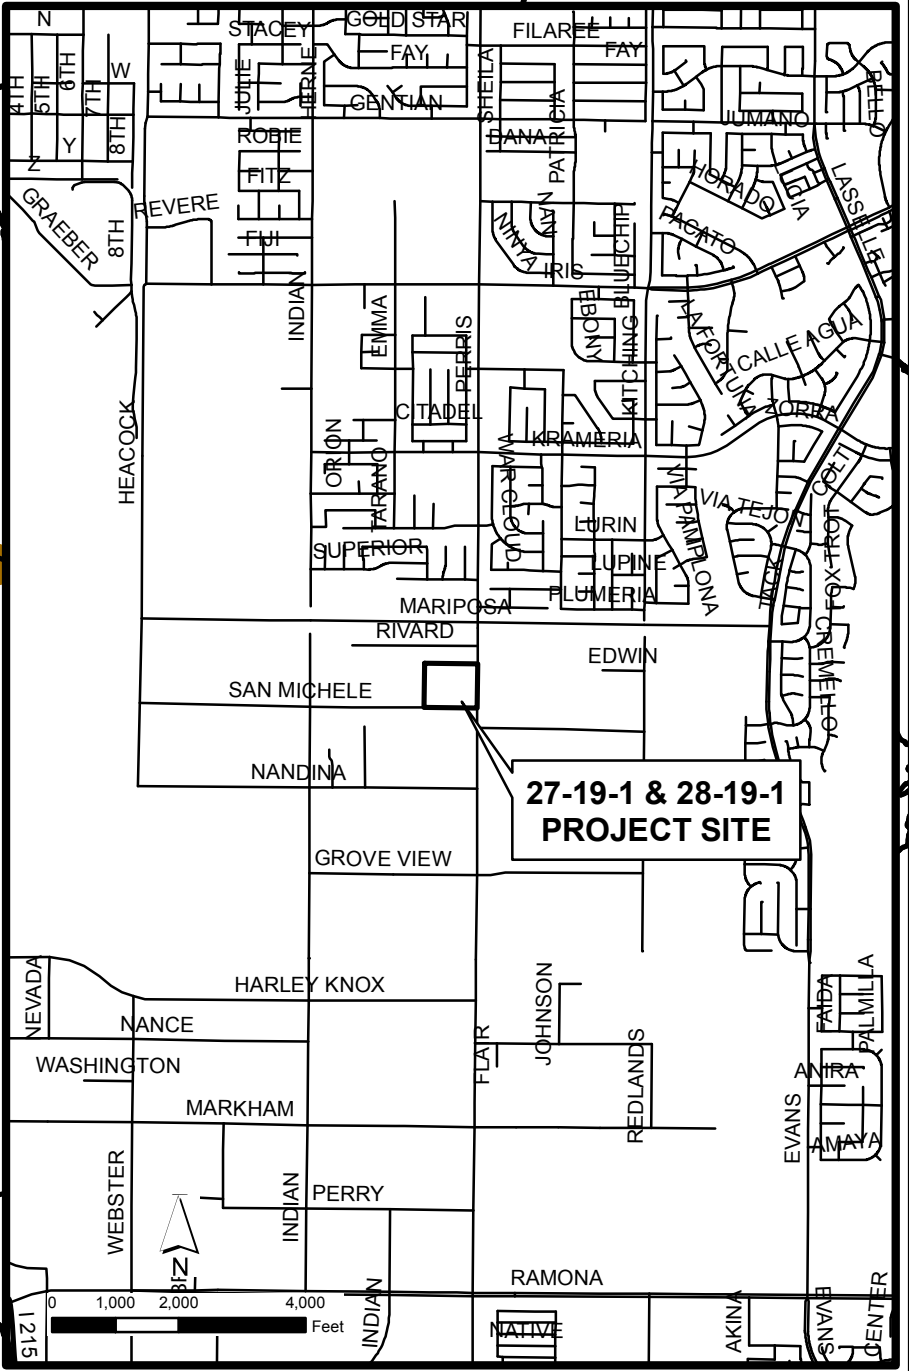 N
STACEY
GOLD STAR
FILAREE
FAY
FAY
4TH
5TH
6TH
7TH
W
JULIE
HERNE
SHEILA
BELLO
GENTIAN
PATRICIA
JUMANO
8TH
Y
ROBIE
DANA
Z
FITZ
HORADO
CIA
LASSELLE
GRAEBER
8TH
REVERE
FIJI
NINYA
NAN
BLUECHIP
PACATO
IRIS
INDIAN
EMMA
PERRIS
EBONY
KITCHING
LA FORTUNA
CALLE AGUA
HEACOCK
CITADEL
ZORRA
KRAMERIA
ORION
TARANO
WAR CLOUD
VIA PAMPLONA
VIA TEJON
COLT
LURIN
SUPERIOR
LUPINE
FOX TROT
JACK
PLUMERIA
MARIPOSA
RIVARD
EDWIN
CREMELLO
SAN MICHELE
NANDINA
27-19-1 & 28-19-1
PROJECT SITE
GROVE VIEW
NEVADA
HARLEY KNOX
JOHNSON
FAIDA
PALMILLA
NANCE
FLAIR
REDLANDS
WASHINGTON
ANIRA
MARKHAM
EVANS
AMAYA
WEBSTER
INDIAN
PERRY
N
RAMONA
0 1,000 2,000 4,000
Feet
I 215
INDIAN
NATIVE
AKINA
EVANS
CENTER